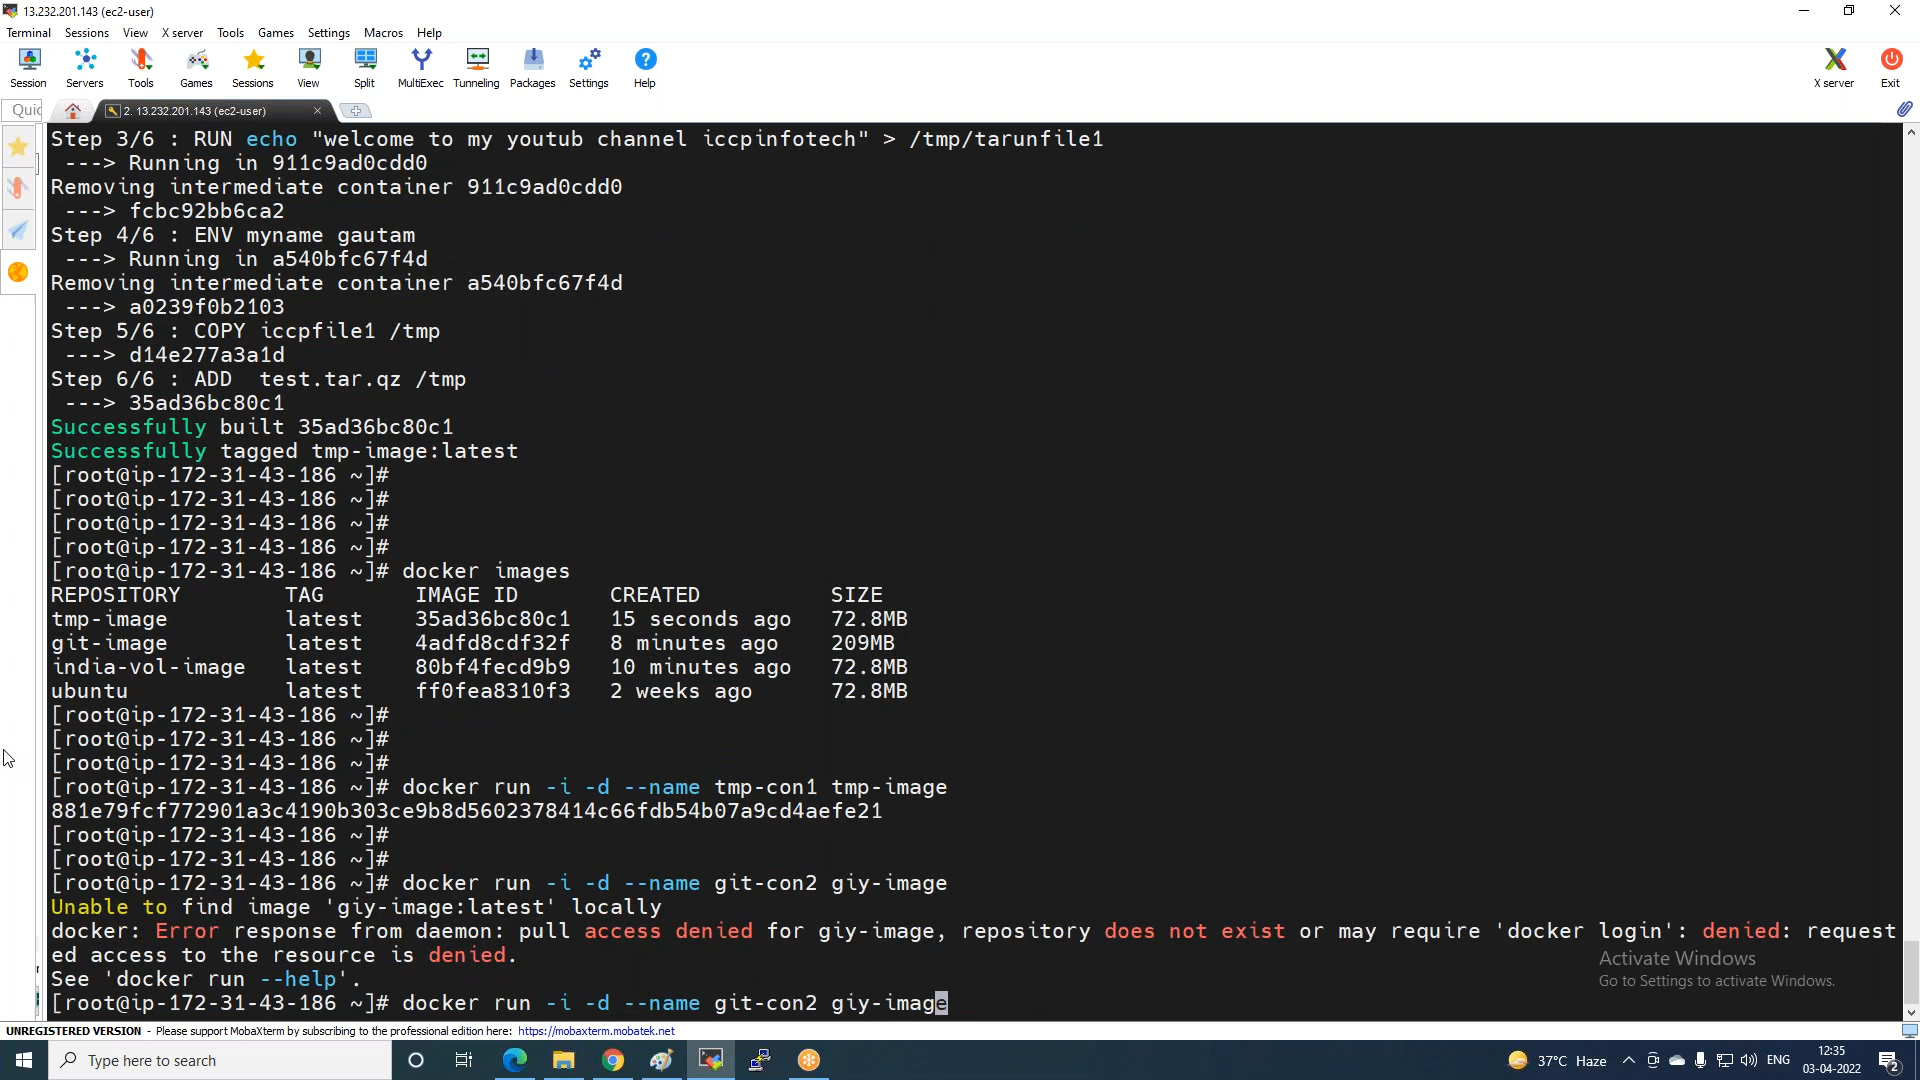 13.232.201.143 (ec2-user)
Terminal Sessions View X server Tools Games Settings Macros Help
Session Servers Tools Games Sessions View Split MultiExec Tunneling Packages Settings Help X server Exit
Quic 2. 13.232.201.143 (ec2-user)
Step 3/6 : RUN echo "welcome to my youtub channel iccpinfotech" > /tmp/tarunfile1
---> Running in 911c9ad0cdd0
Removing intermediate container 911c9ad0cdd0
---> fcbc92bb6ca2
Step 4/6 : ENV myname gautam
---> Running in a540bfc67f4d
Removing intermediate container a540bfc67f4d
---> a0239f0b2103
Step 5/6 : COPY iccpfile1 /tmp
---> d14e277a3a1d
Step 6/6 : ADD  test.tar.qz /tmp
---> 35ad36bc80c1
Successfully built 35ad36bc80c1
Successfully tagged tmp-image:latest
[root@ip-172-31-43-186 ~]#
[root@ip-172-31-43-186 ~]#
[root@ip-172-31-43-186 ~]#
[root@ip-172-31-43-186 ~]#
[root@ip-172-31-43-186 ~]# docker images
REPOSITORY TAG IMAGE ID CREATED SIZE
tmp-image latest 35ad36bc80c1 15 seconds ago 72.8MB
git-image latest 4adfd8cdf32f 8 minutes ago 209MB
india-vol-image latest 80bf4fecd9b9 10 minutes ago 72.8MB
ubuntu latest ff0fea8310f3 2 weeks ago 72.8MB
[root@ip-172-31-43-186 ~]#
[root@ip-172-31-43-186 ~]#
[root@ip-172-31-43-186 ~]#
[root@ip-172-31-43-186 ~]# docker run -i -d --name tmp-con1 tmp-image
881e79fcf772901a3c4190b303ce9b8d5602378414c66fdb54b07a9cd4aefe21
[root@ip-172-31-43-186 ~]#
[root@ip-172-31-43-186 ~]#
[root@ip-172-31-43-186 ~]# docker run -i -d --name git-con2 giy-image
Unable to find image 'giy-image:latest' locally
docker: Error response from daemon: pull access denied for giy-image, repository does not exist or may require 'docker login': denied: request
ed access to the resource is denied.
See 'docker run --help'.
[root@ip-172-31-43-186 ~]# docker run -i -d --name git-con2 giy-image
Activate Windows
Go to Settings to activate Windows.
UNREGISTERED VERSION - Please support MobaXterm by subscribing to the professional edition here: https://mobaxterm.mobatek.net
Type here to search 37°C Haze ENG 12:35
03-04-2022 2